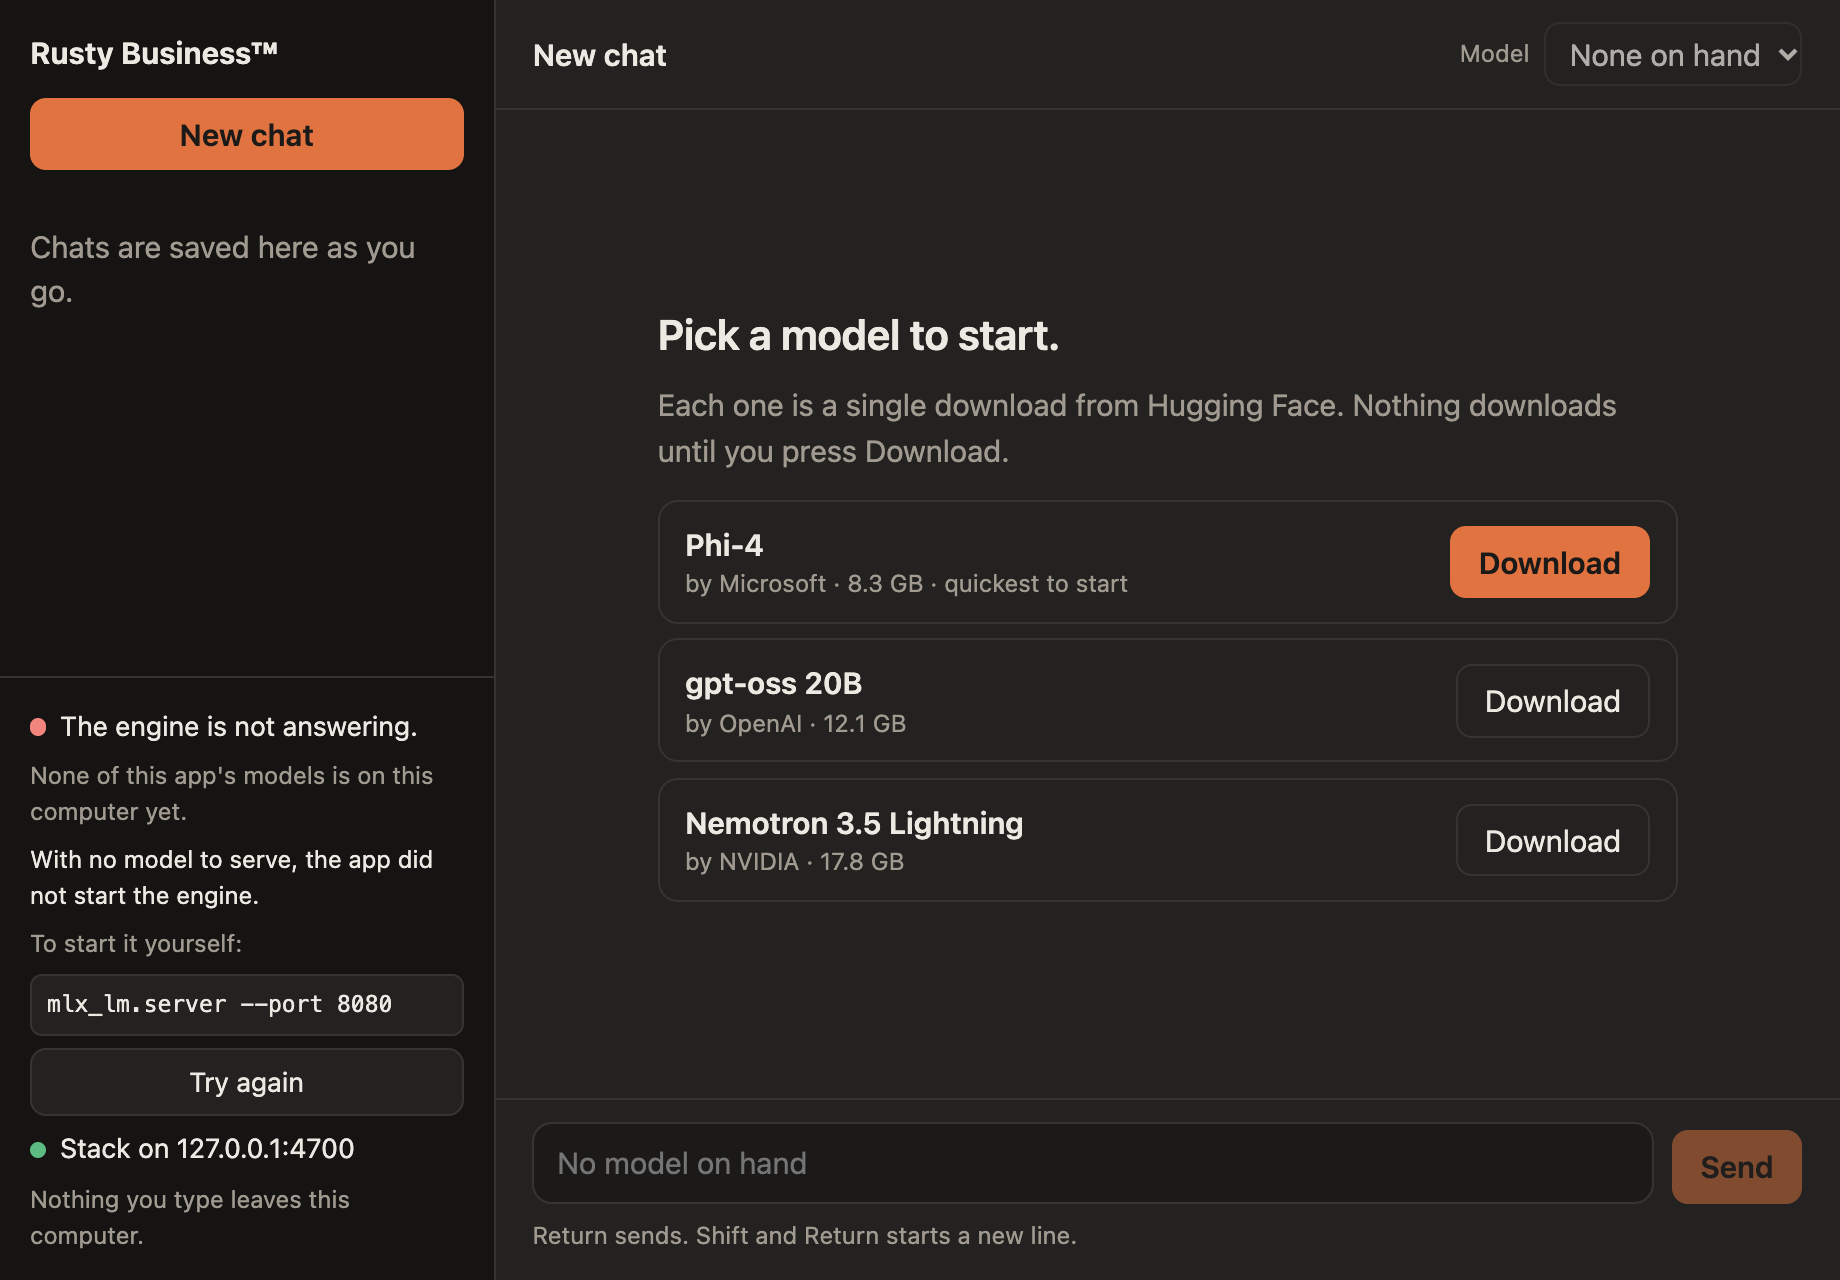 Rusty Business™
New chat
Chats are saved here as you
go.
The engine is not answering.
None of this app's models is on this
computer yet.
With no model to serve, the app did
not start the engine.
To start it yourself:
mlx_lm.server --port 8080
Try again
Stack on 127.0.0.1:4700
Nothing you type leaves this
computer.
New chat
Model
None on hand
Pick a model to start.
Each one is a single download from Hugging Face. Nothing downloads
until you press Download.
Phi-4
by Microsoft · 8.3 GB · quickest to start
Download
gpt-oss 20B
by OpenAI · 12.1 GB
Download
Nemotron 3.5 Lightning
by NVIDIA · 17.8 GB
Download
No model on hand
Send
Return sends. Shift and Return starts a new line.